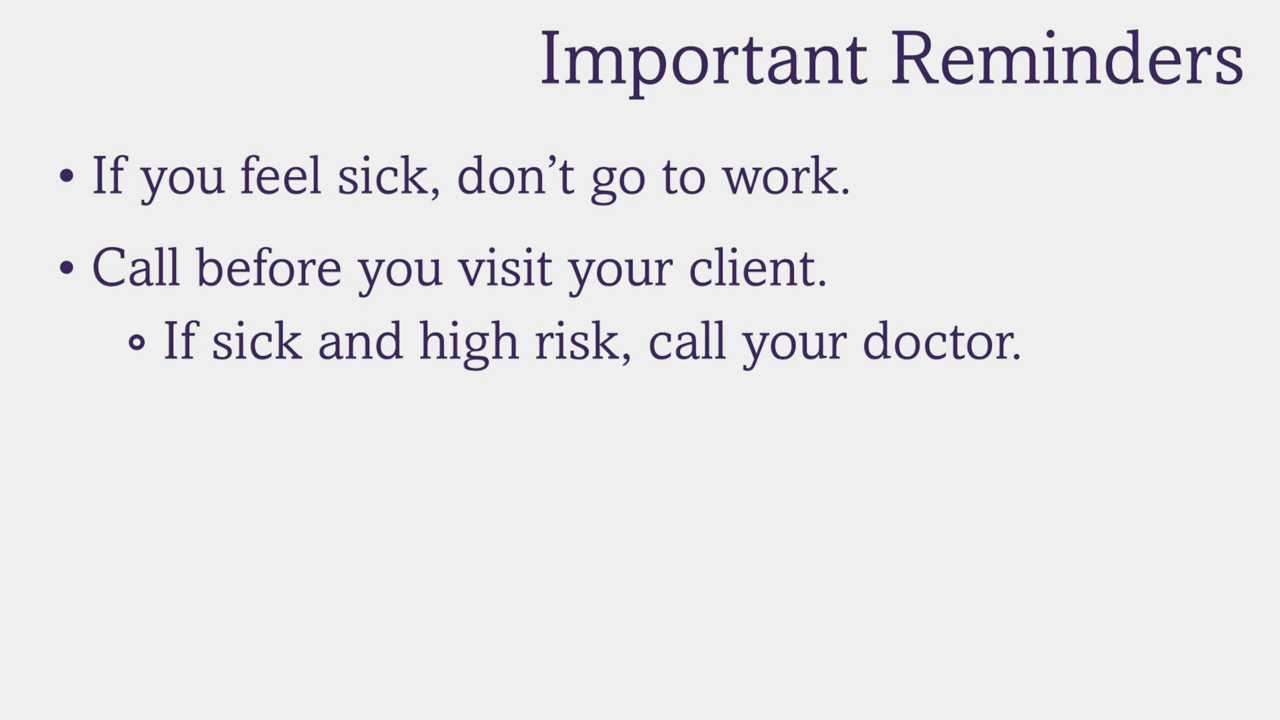 Important Reminders
• If you feel sick, don’t go to work.
• Call before you visit your client.
⚬ If sick and high risk, call your doctor.